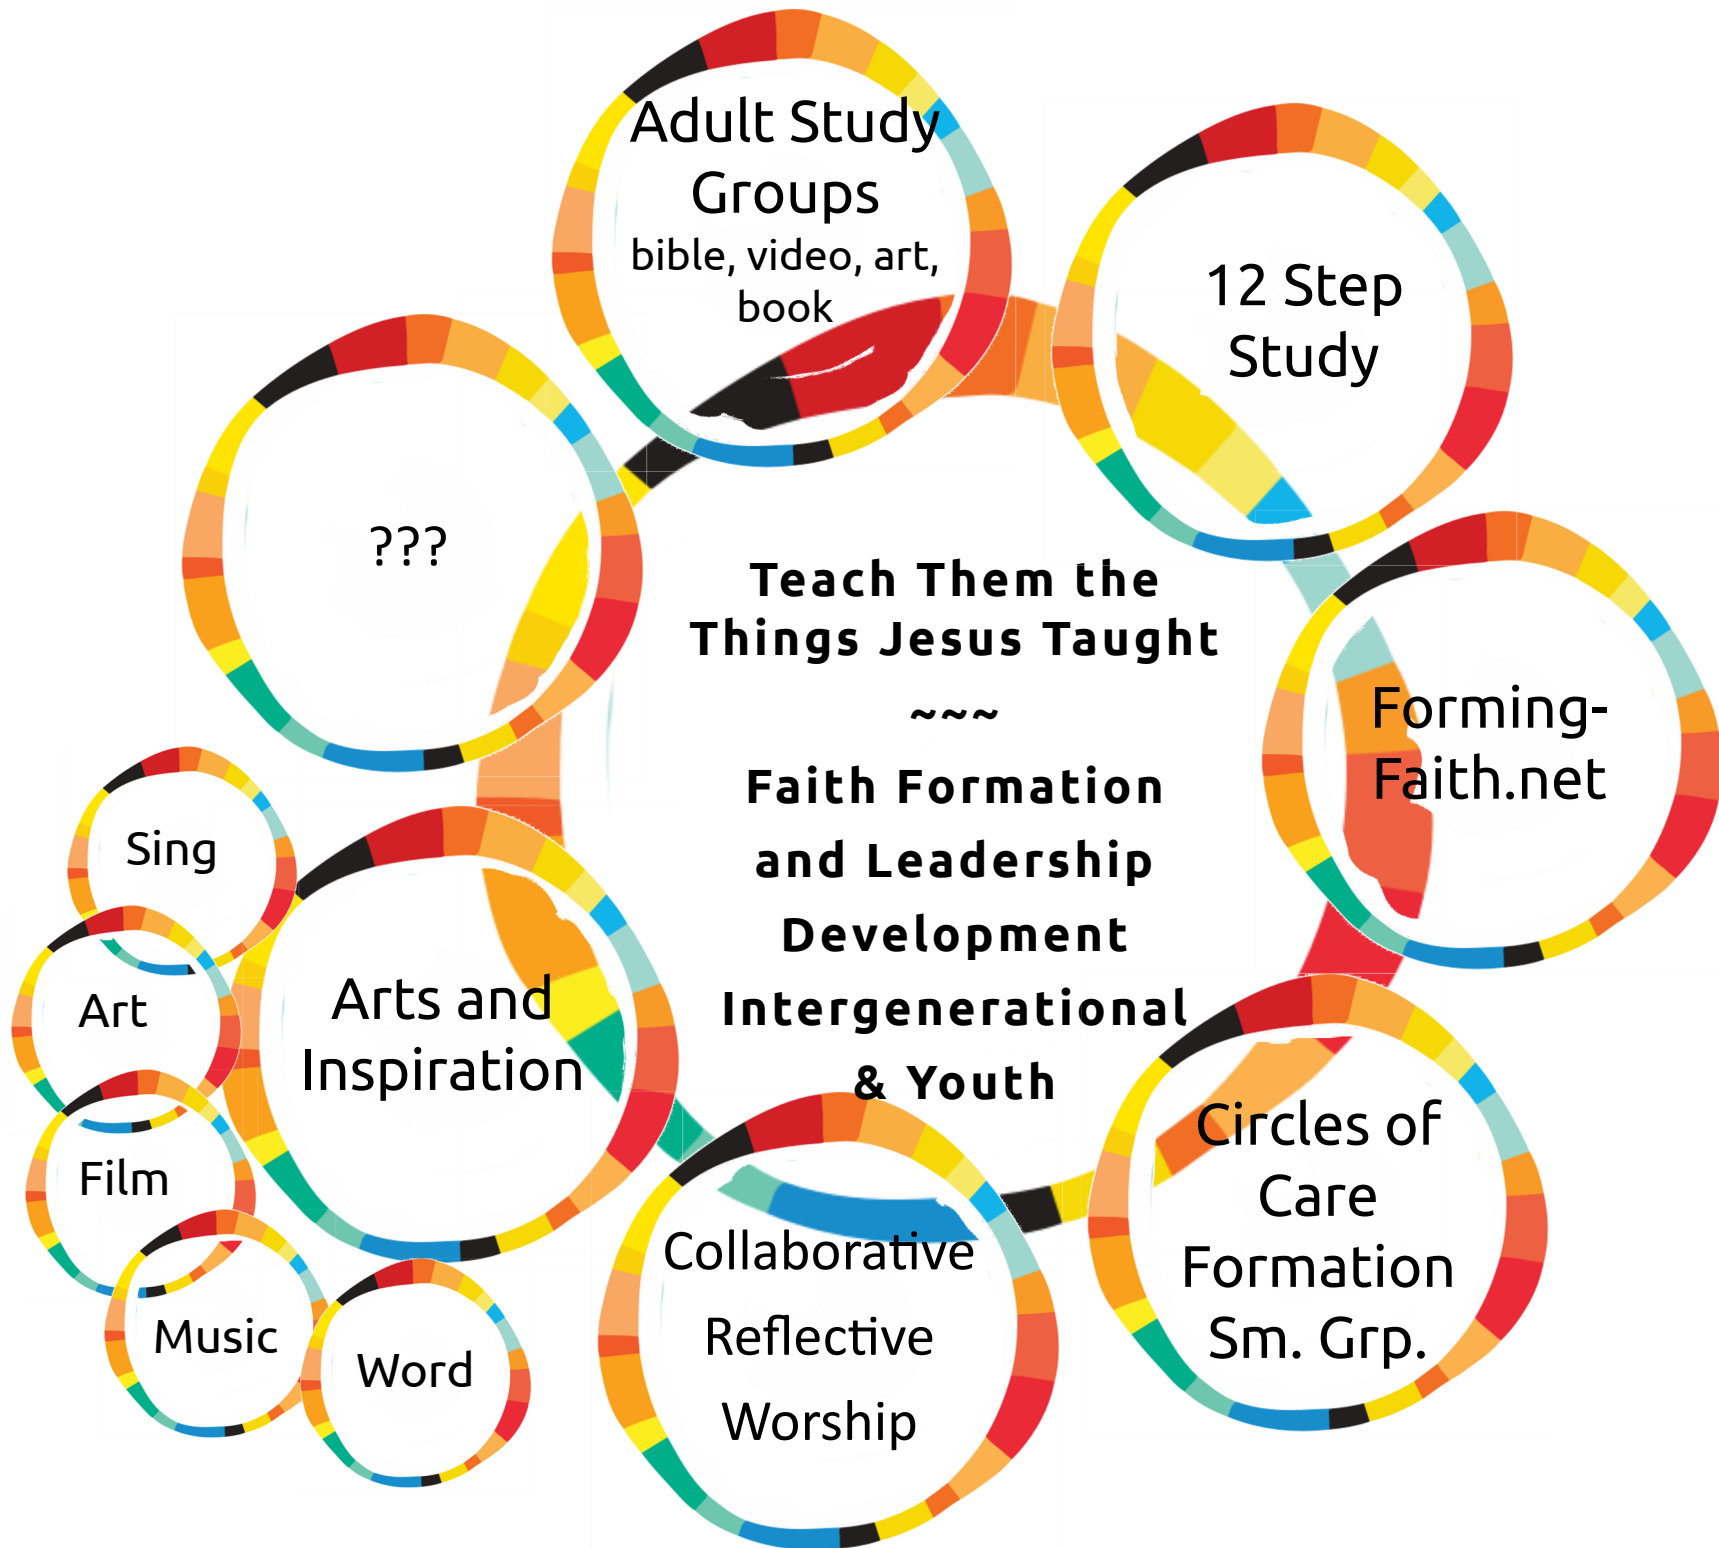 Adult Study
Groups
bible, video, art,
book
12 Step
Study
???
Teach Them the
Things Jesus Taught
~~~
Faith Formation
and Leadership
Development
Intergenerational
& Youth
Forming-
Faith.net
Sing
Art
Film
Music
Word
Arts and
Inspiration
Collaborative
Reflective
Worship
Circles of
Care
Formation
Sm. Grp.